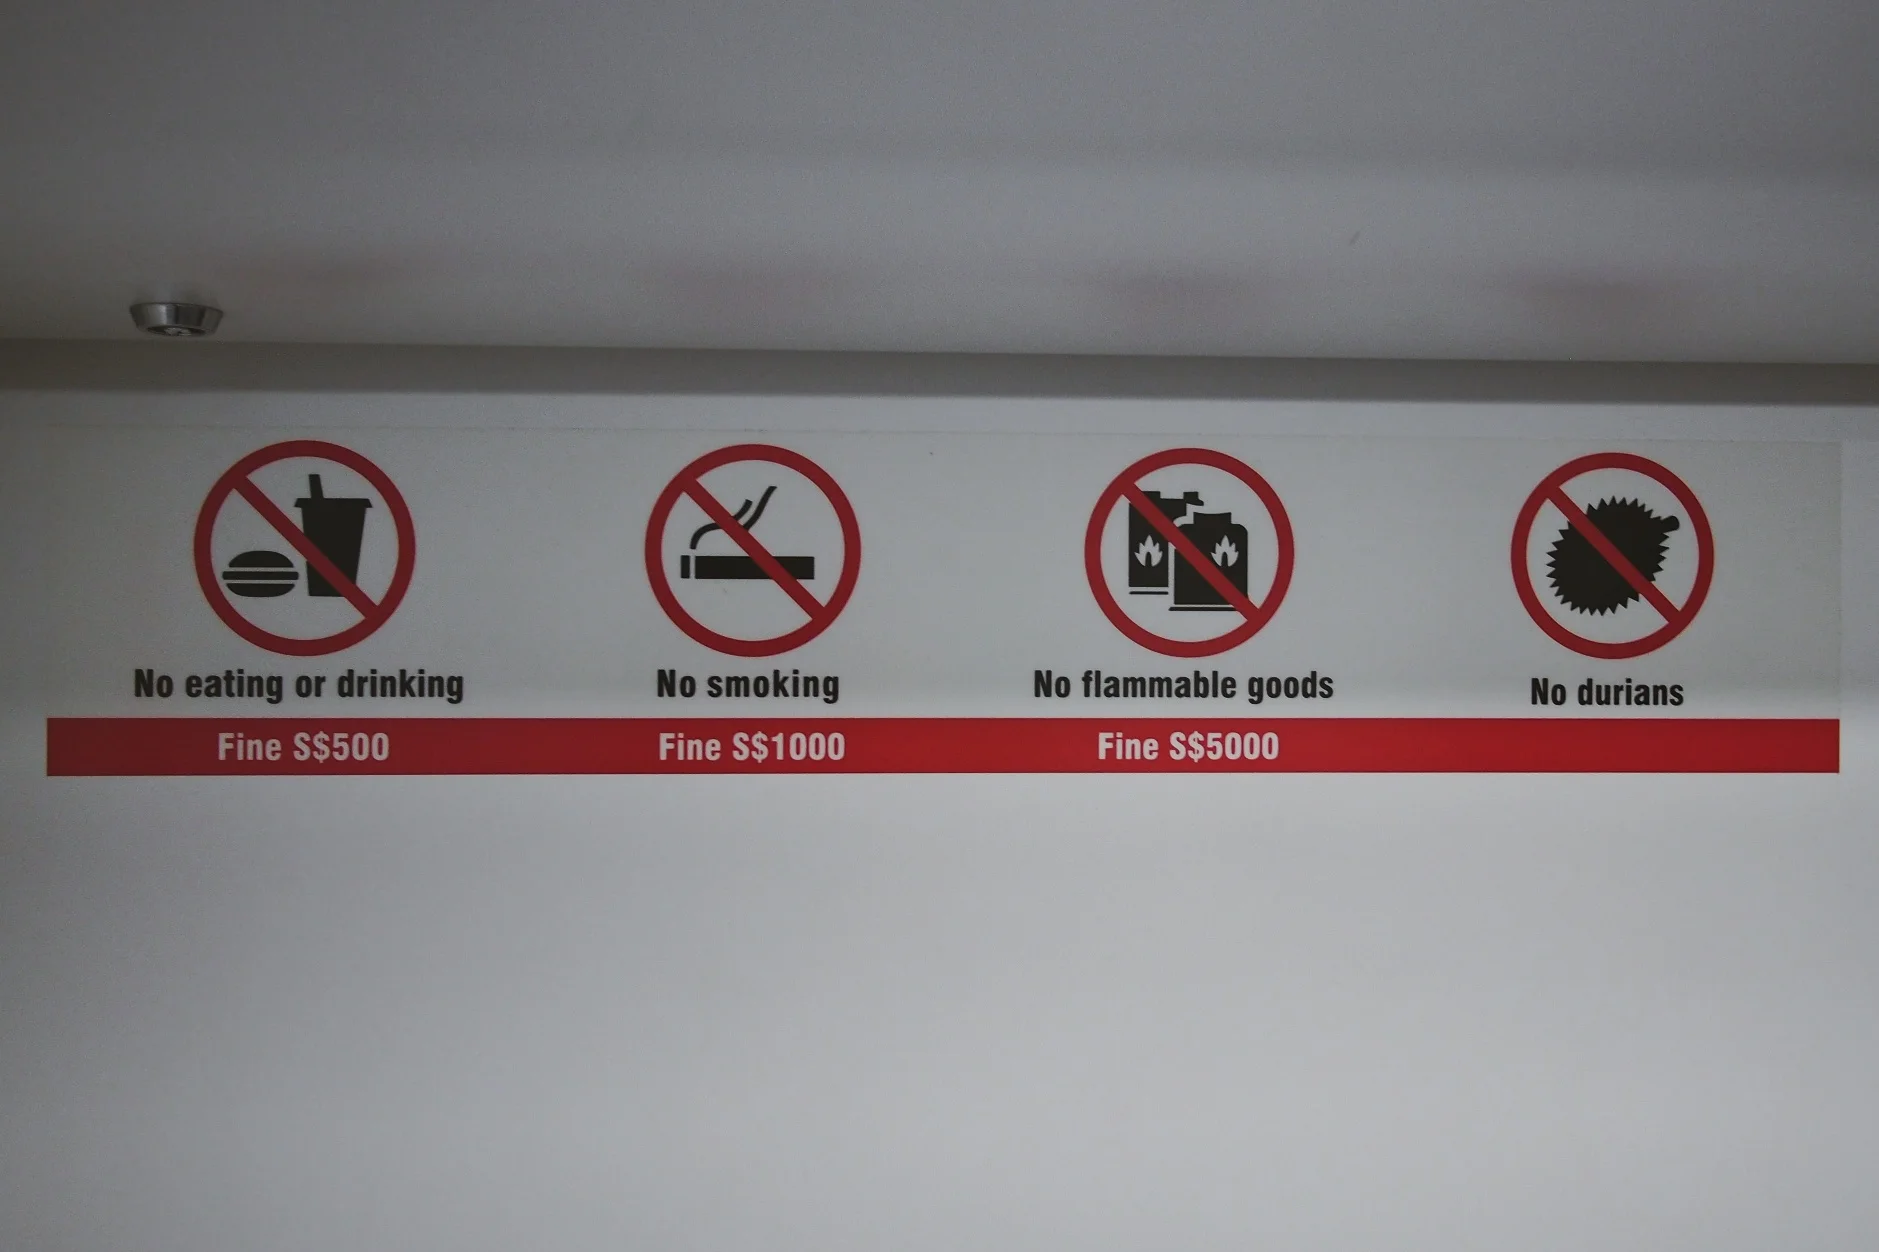 No eating or drinking
Fine S$500
No smoking
Fine S$1000
No flammable goods
Fine S$5000
No durians